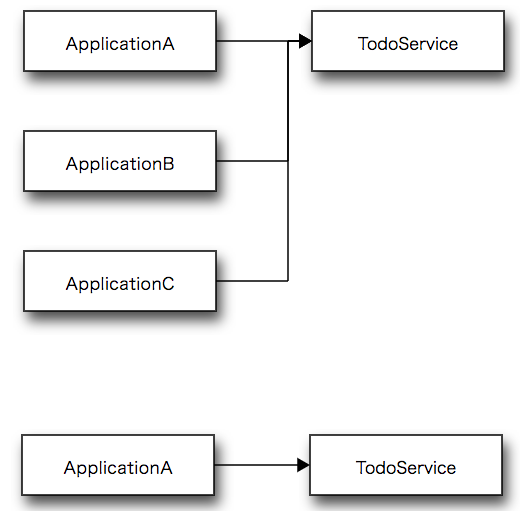 ApplicationA
TodoService
ApplicationB
ApplicationC
ApplicationA
TodoService